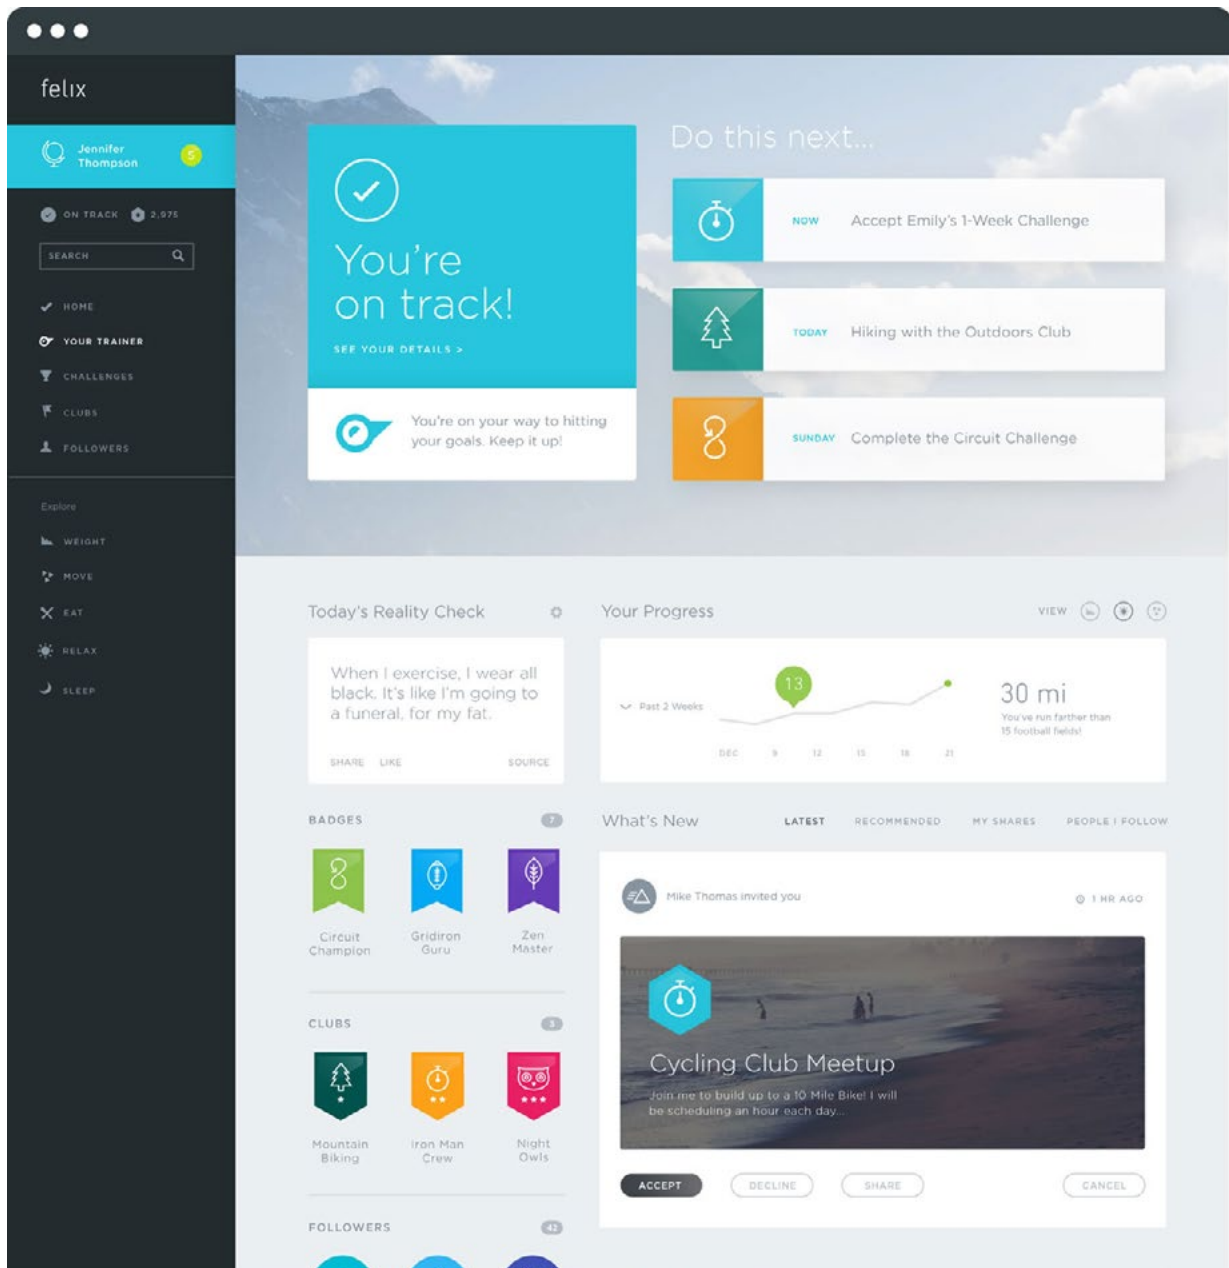 felix
Jennifer
Thompson
5
ON TRACK 2,975
SEARCH
HOME
YOUR TRAINER
CHALLENGES
CLUBS
FOLLOWERS
Explore
WEIGHT
MOVE
EAT
RELAX
SLEEP
You're
on track!
SEE YOUR DETAILS >
You're on your way to hitting
your goals. Keep it up!
Do this next...
NOW Accept Emily's 1-Week Challenge
TODAY Hiking with the Outdoors Club
SUNDAY Complete the Circuit Challenge
Today's Reality Check
When I exercise, I wear all
black. It's like I'm going to
a funeral, for my fat.
SHARE LIKE SOURCE
Your Progress VIEW
Past 2 Weeks
13
DEC 9 12 15 18 21
30 mi
You've run farther than
15 football fields!
BADGES 7
Circuit
Champion
Gridiron
Guru
Zen
Master
CLUBS 3
Mountain
Biking
Iron Man
Crew
Night
Owls
FOLLOWERS 42
What's New LATEST RECOMMENDED MY SHARES PEOPLE I FOLLOW
Mike Thomas invited you 1 HR AGO
Cycling Club Meetup
Join me to build up to a 10 Mile Bike! I will
be scheduling an hour each day...
ACCEPT DECLINE SHARE CANCEL